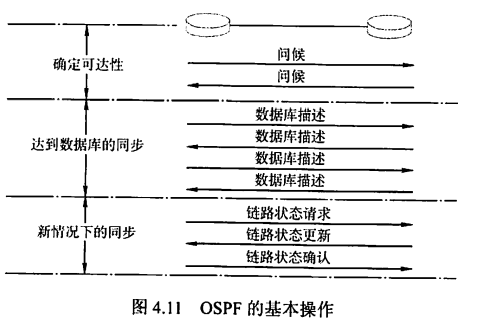 确定可达性
问候
问候
达到数据库的同步
数据库描述
数据库描述
数据库描述
数据库描述
新情况下的同步
链路状态请求
链路状态更新
链路状态确认
图 4.11 OSPF 的基本操作